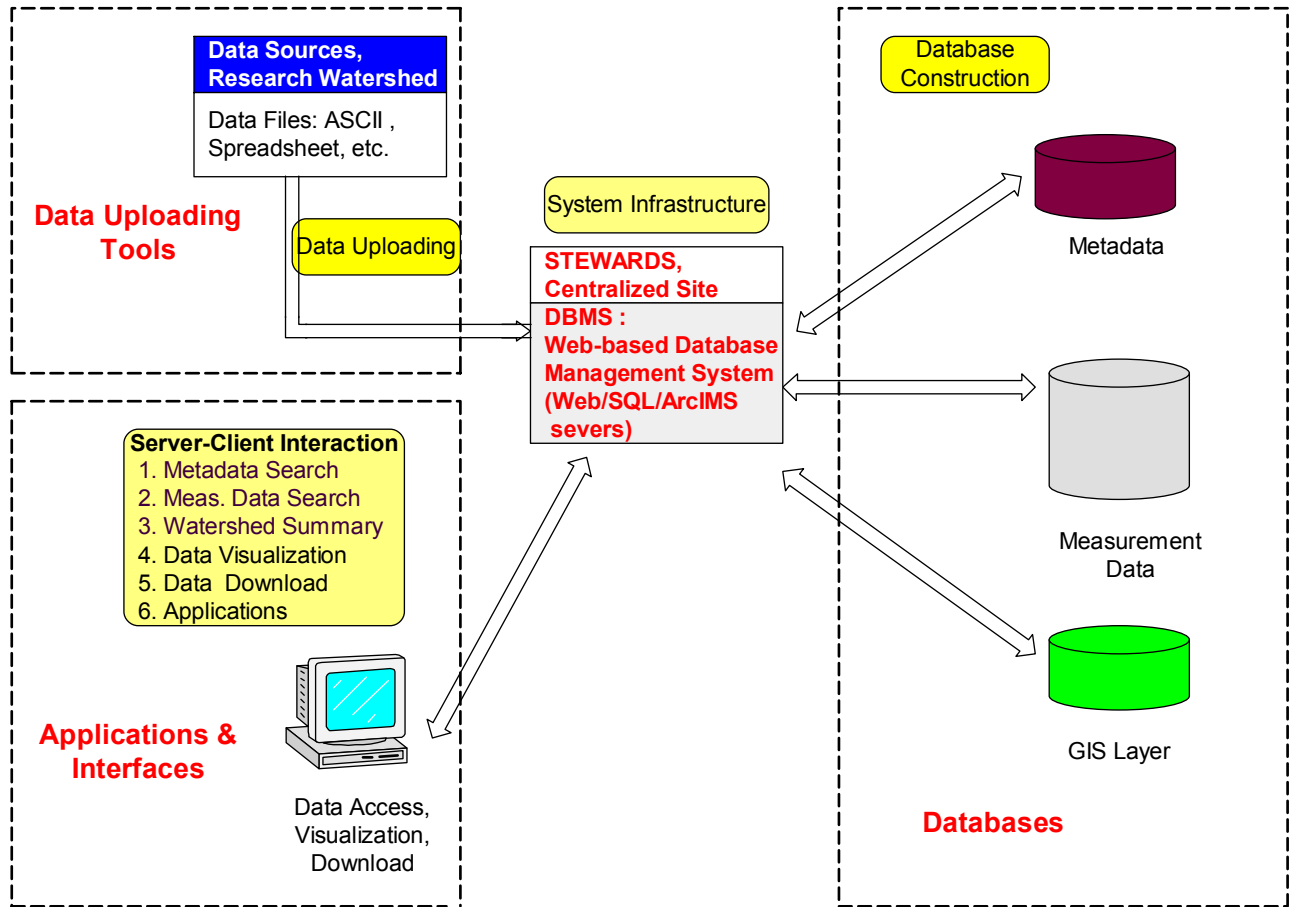 Data Sources,
Research Watershed
Data Files: ASCII ,
Spreadsheet, etc.
Data Uploading
Tools
Data Uploading
System Infrastructure
STEWARDS,
Centralized Site
DBMS :
Web-based Database
Management System
(Web/SQL/ArcIMS
severs)
Database
Construction
Metadata
Measurement
Data
GIS Layer
Databases
Server-Client Interaction
1. Metadata Search
2. Meas. Data Search
3. Watershed Summary
4. Data Visualization
5. Data Download
6. Applications
Applications &
Interfaces
Data Access,
Visualization,
Download